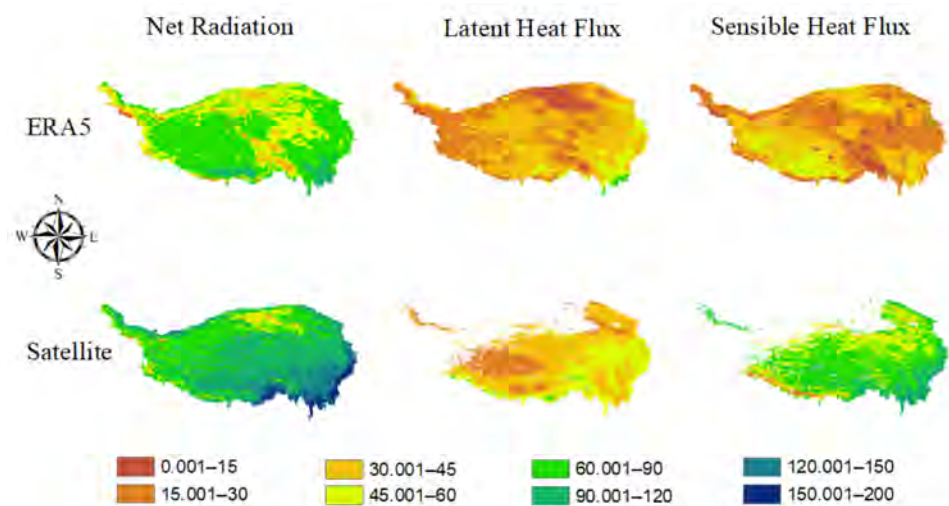 Net Radiation Latent Heat Flux Sensible Heat Flux
ERA5
N
W E
S
Satellite
0.001–15 30.001–45 60.001–90 120.001–150
15.001–30 45.001–60 90.001–120 150.001–200